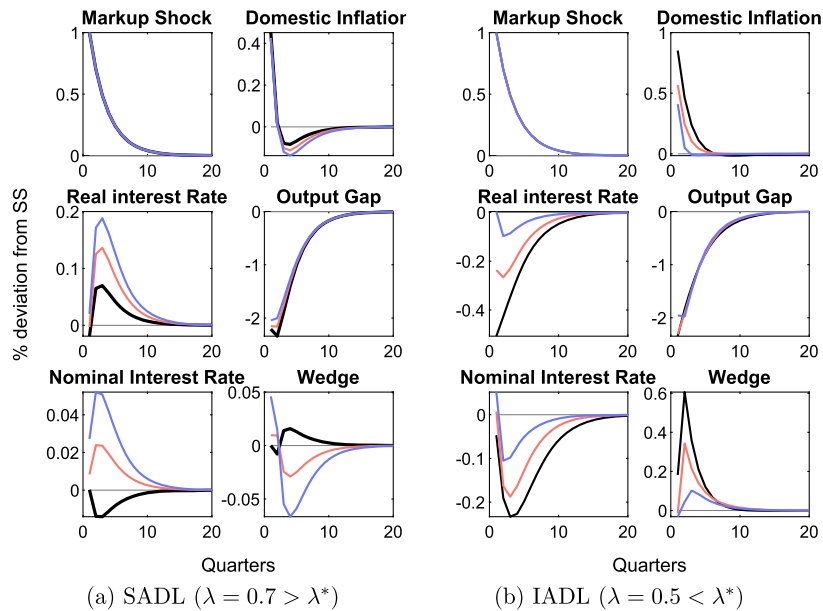 Markup Shock
Domestic Inflation
Markup Shock
Domestic Inflation
1
0.5
0
0 10 20
0.4
0.2
0
0 10 20
1
0.5
0
0 10 20
1
0.5
0
0 10 20
% deviation from SS
Real interest Rate
Output Gap
Real interest Rate
Output Gap
0.2
0.1
0
0 10 20
0
-1
-2
0 10 20
0
-0.2
-0.4
0 10 20
0
-1
-2
0 10 20
Nominal Interest Rate
Wedge
Nominal Interest Rate
Wedge
0.04
0.02
0
0 10 20
0.05
0
-0.05
0 10 20
0
-0.1
-0.2
0 10 20
0.6
0.4
0.2
0
0 10 20
Quarters
Quarters
(a) SADL (λ = 0.7 > λ*)
(b) IADL (λ = 0.5 < λ*)